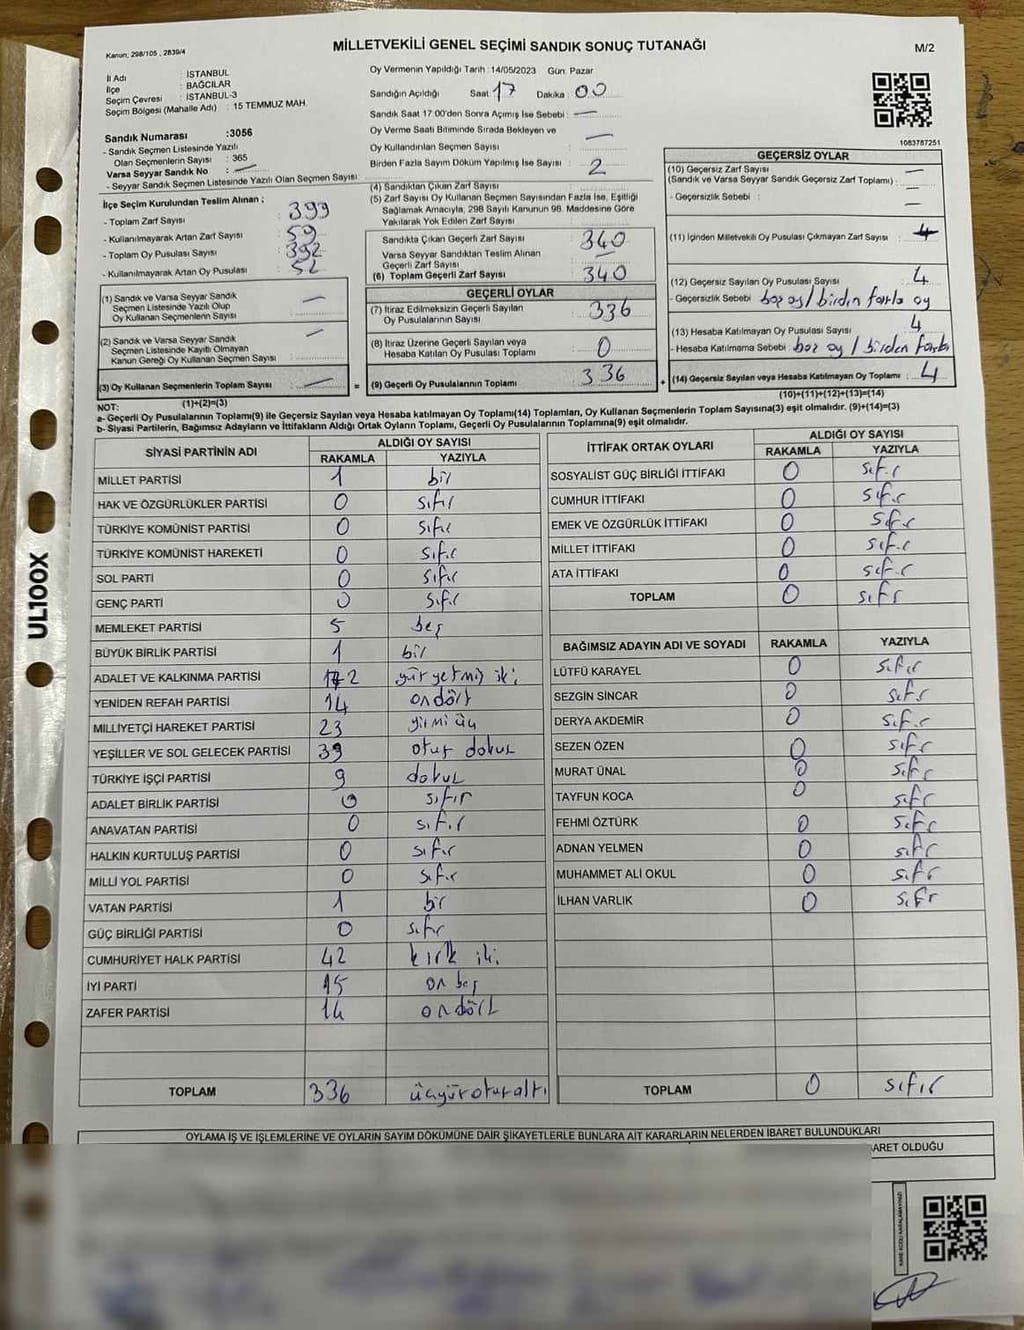 Kanun: 298/105 , 2839/4
MİLLETVEKİLİ GENEL SEÇİMİ SANDIK SONUÇ TUTANAĞI
M/2
İl Adı : İSTANBUL
İlçe : BAĞCILAR
Seçim Çevresi : İSTANBUL-3
Seçim Bölgesi (Mahalle Adı) : 15 TEMMUZ MAH.
Sandık Numarası :3056
- Sandık Seçmen Listesinde Yazılı
Olan Seçmenlerin Sayısı : 365
Varsa Seyyar Sandık No : —
- Seyyar Sandık Seçmen Listesinde Yazılı Olan Seçmen Sayısı:
Oy Vermenin Yapıldığı Tarih :14/05/2023 Gün: Pazar
Sandığın Açıldığı Saat : 17 Dakika : 00
Sandık Saat 17:00'den Sonra Açımış İse Sebebi : —
Oy Verme Saati Bitiminde Sırada Bekleyen ve
Oy Kullandırılan Seçmen Sayısı : —
Birden Fazla Sayım Döküm Yapılmış İse Sayısı : 2
1083787251
İlçe Seçim Kurulundan Teslim Alınan ;
- Toplam Zarf Sayısı : 399
- Kullanılmayarak Artan Zarf Sayısı : 59
- Toplam Oy Pusulası Sayısı : 392
- Kullanılmayarak Artan Oy Pusulası : 52
(1) Sandık ve Varsa Seyyar Sandık
Seçmen Listesinde Yazılı Olup
Oy Kullanan Seçmenlerin Sayısı : —
(2) Sandık ve Varsa Seyyar Sandık
Seçmen Listesinde Kayıtlı Olmayan
Kanun Gereği Oy Kullanan Seçmen Sayısı : —
(3) Oy Kullanan Seçmenlerin Toplam Sayısı : — =
(1)+(2)=(3)
(4) Sandıktan Çıkan Zarf Sayısı :
(5) Zarf Sayısı Oy Kullanan Seçmen Sayısından Fazla İse, Eşitliği
Sağlamak Amacıyla, 298 Sayılı Kanunun 98. Maddesine Göre
Yakılarak Yok Edilen Zarf Sayısı :
Sandıkta Çıkan Geçerli Zarf Sayısı : 340
Varsa Seyyar Sandıktan Teslim Alınan
Geçerli Zarf Sayısı : —
(6) Toplam Geçerli Zarf Sayısı : 340
GEÇERLİ OYLAR
(7) İtiraz Edilmeksizin Geçerli Sayılan
Oy Pusulalarının Sayısı : 336
(8) İtiraz Üzerine Geçerli Sayılan veya
Hesaba Katılan Oy Pusulası Toplamı : 0
(9) Geçerli Oy Pusulalarının Toplamı : 336 +
GEÇERSİZ OYLAR
(10) Geçersiz Zarf Sayısı : —
(Sandık ve Varsa Seyyar Sandık Geçersiz Zarf Toplamı) : —
- Geçersizlik Sebebi : —
(11) İçinden Milletvekili Oy Pusulası Çıkmayan Zarf Sayısı : 4
(12) Geçersiz Sayılan Oy Pusulası Sayısı : 4
- Geçersizlik Sebebi : boş oy/birdın fazla oy
(13) Hesaba Katılmayan Oy Pusulası Sayısı : 4
- Hesaba Katılmama Sebebi : boz oy / birden fazla
(14) Geçersiz Sayılan veya Hesaba Katılmayan Oy Toplamı : 4
(10)+(11)+(12)+(13)=(14)
NOT:
a- Geçerli Oy Pusulalarının Toplamı(9) ile Geçersiz Sayılan veya Hesaba katılmayan Oy Toplamı(14) Toplamları, Oy Kullanan Seçmenlerin Toplam Sayısına(3) eşit olmalıdır. (9)+(14)=(3)
b- Siyasi Partilerin, Bağımsız Adayların ve İttifakların Aldığı Oyların Toplamı, Geçerli Oy Pusulalarının Toplamına(9) eşit olmalıdır.
SİYASİ PARTİNİN ADI ALDIĞI OY SAYISI
RAKAMLA YAZIYLA
MİLLET PARTİSİ 1 bir
HAK VE ÖZGÜRLÜKLER PARTİSİ 0 sıfır
TÜRKİYE KOMÜNİST PARTİSİ 0 sıfır
TÜRKİYE KOMÜNİST HAREKETİ 0 sıfır
SOL PARTİ 0 sıfır
GENÇ PARTİ 0 sıfır
MEMLEKET PARTİSİ 5 beş
BÜYÜK BİRLİK PARTİSİ 1 bir
ADALET VE KALKINMA PARTİSİ 172 yüz yetmiş iki
YENİDEN REFAH PARTİSİ 14 ondört
MİLLİYETÇİ HAREKET PARTİSİ 23 yirmi üç
YEŞİLLER VE SOL GELECEK PARTİSİ 39 otuz dokuz
TÜRKİYE İŞÇİ PARTİSİ 9 dokuz
ADALET BİRLİK PARTİSİ 0 sıfır
ANAVATAN PARTİSİ 0 sıfır
HALKIN KURTULUŞ PARTİSİ 0 sıfır
MİLLİ YOL PARTİSİ 0 sıfır
VATAN PARTİSİ 1 bir
GÜÇ BİRLİĞİ PARTİSİ 0 sıfır
CUMHURİYET HALK PARTİSİ 42 kırk iki
İYİ PARTİ 15 on beş
ZAFER PARTİSİ 14 ondört
TOPLAM 336 üçyüzotuzaltı
İTTİFAK ORTAK OYLARI ALDIĞI OY SAYISI
RAKAMLA YAZIYLA
SOSYALİST GÜÇ BİRLİĞİ İTTİFAKI 0 sıfır
CUMHUR İTTİFAKI 0 sıfır
EMEK VE ÖZGÜRLÜK İTTİFAKI 0 sıfır
MİLLET İTTİFAKI 0 sıfır
ATA İTTİFAKI 0 sıfır
TOPLAM 0 sıfır
BAĞIMSIZ ADAYIN ADI VE SOYADI RAKAMLA YAZIYLA
LÜTFÜ KARAYEL 0 sıfır
SEZGİN SİNCAR 0 sıfır
DERYA AKDEMİR 0 sıfır
SEZEN ÖZEN 0 sıfır
MURAT ÜNAL 0 sıfır
TAYFUN KOCA 0 sıfır
FEHMİ ÖZTÜRK 0 sıfır
ADNAN YELMEN 0 sıfır
MUHAMMET ALİ OKUL 0 sıfır
İLHAN VARLIK 0 sıfır
TOPLAM 0 sıfır
OYLAMA İŞ VE İŞLEMLERİNE VE OYLARIN SAYIM DÖKÜMÜNE DAİR ŞİKAYETLERLE BUNLARA AİT KARARLARIN NELERDEN İBARET BULUNDUKLARI
ARET OLDUĞU
KARE KODU KARALAMAYINIZ!
UL100X